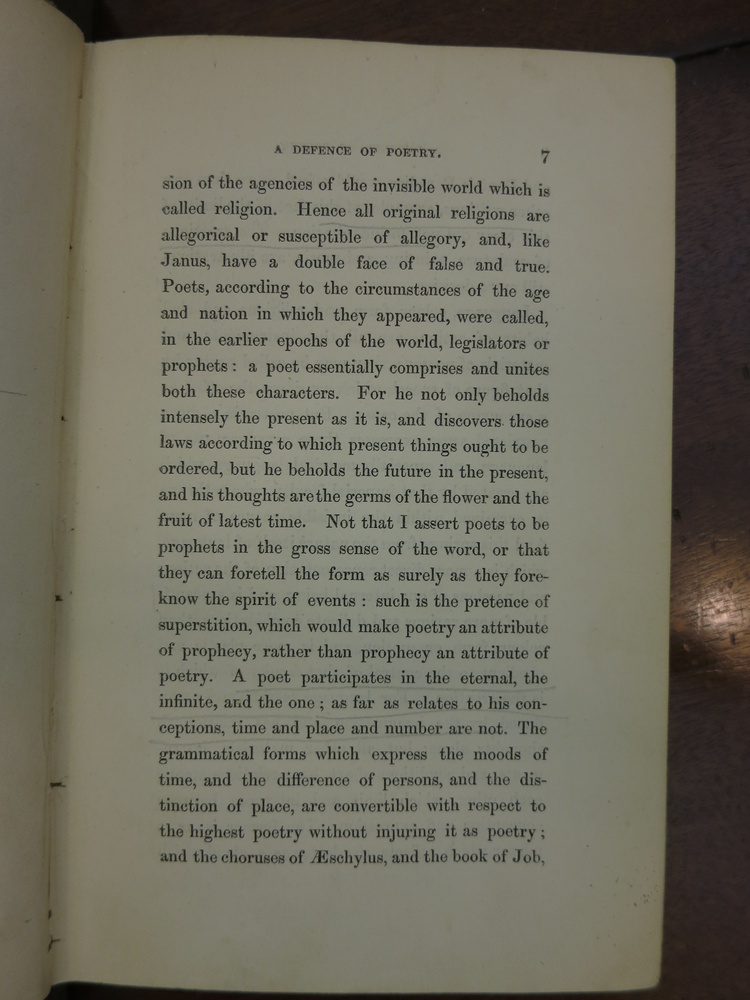 A DEFENCE OF POETRY. 7
sion of the agencies of the invisible world which is
called religion. Hence all original religions are
allegorical or susceptible of allegory, and, like
Janus, have a double face of false and true.
Poets, according to the circumstances of the age
and nation in which they appeared, were called,
in the earlier epochs of the world, legislators or
prophets : a poet essentially comprises and unites
both these characters. For he not only beholds
intensely the present as it is, and discovers those
laws according to which present things ought to be
ordered, but he beholds the future in the present,
and his thoughts are the germs of the flower and the
fruit of latest time. Not that I assert poets to be
prophets in the gross sense of the word, or that
they can foretell the form as surely as they fore-
know the spirit of events : such is the pretence of
superstition, which would make poetry an attribute
of prophecy, rather than prophecy an attribute of
poetry. A poet participates in the eternal, the
infinite, and the one ; as far as relates to his con-
ceptions, time and place and number are not. The
grammatical forms which express the moods of
time, and the difference of persons, and the dis-
tinction of place, are convertible with respect to
the highest poetry without injuring it as poetry ;
and the choruses of Æschylus, and the book of Job,